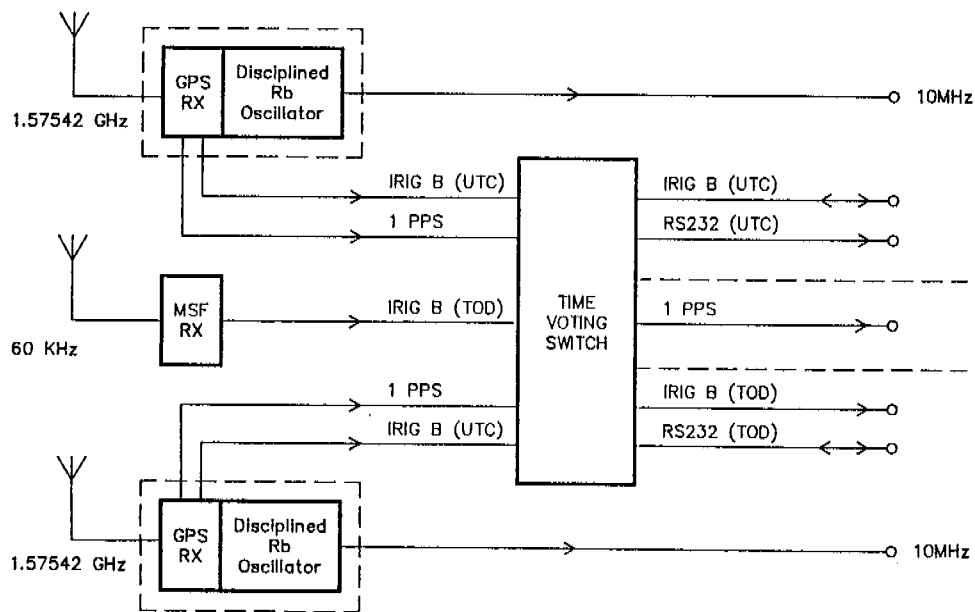 GPS
RX
Disciplined
Rb
Oscillator
10MHz
1.57542 GHz
IRIG B (UTC)
IRIG B (UTC)
1 PPS
RS232 (UTC)
MSF
RX
IRIG B (TOD)
TIME
VOTING
SWITCH
1 PPS
60 KHz
1 PPS
IRIG B (TOD)
IRIG B (UTC)
RS232 (TOD)
GPS
RX
Disciplined
Rb
Oscillator
1.57542 GHz
10MHz